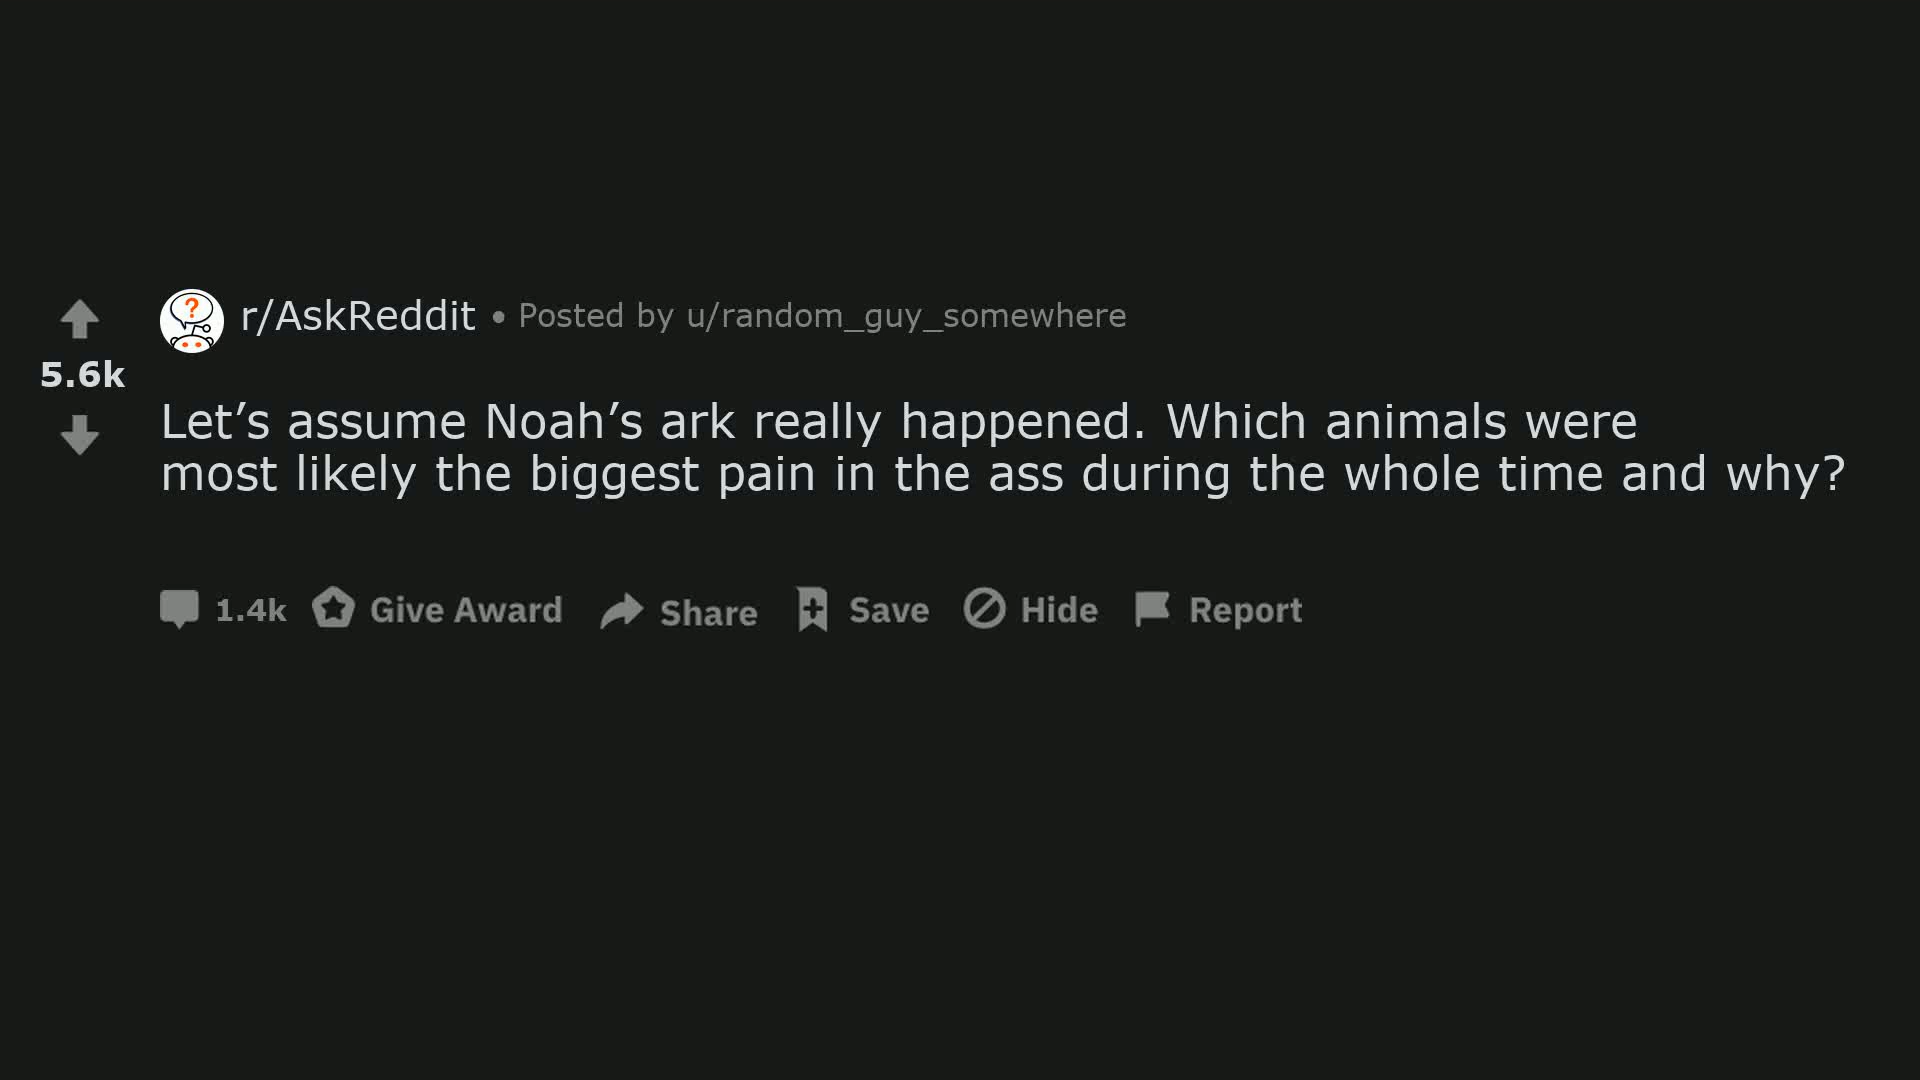 r/AskReddit • Posted by u/random_guy_somewhere
5.6k
Let’s assume Noah’s ark really happened. Which animals were
most likely the biggest pain in the ass during the whole time and why?
1.4k Give Award Share Save Hide Report